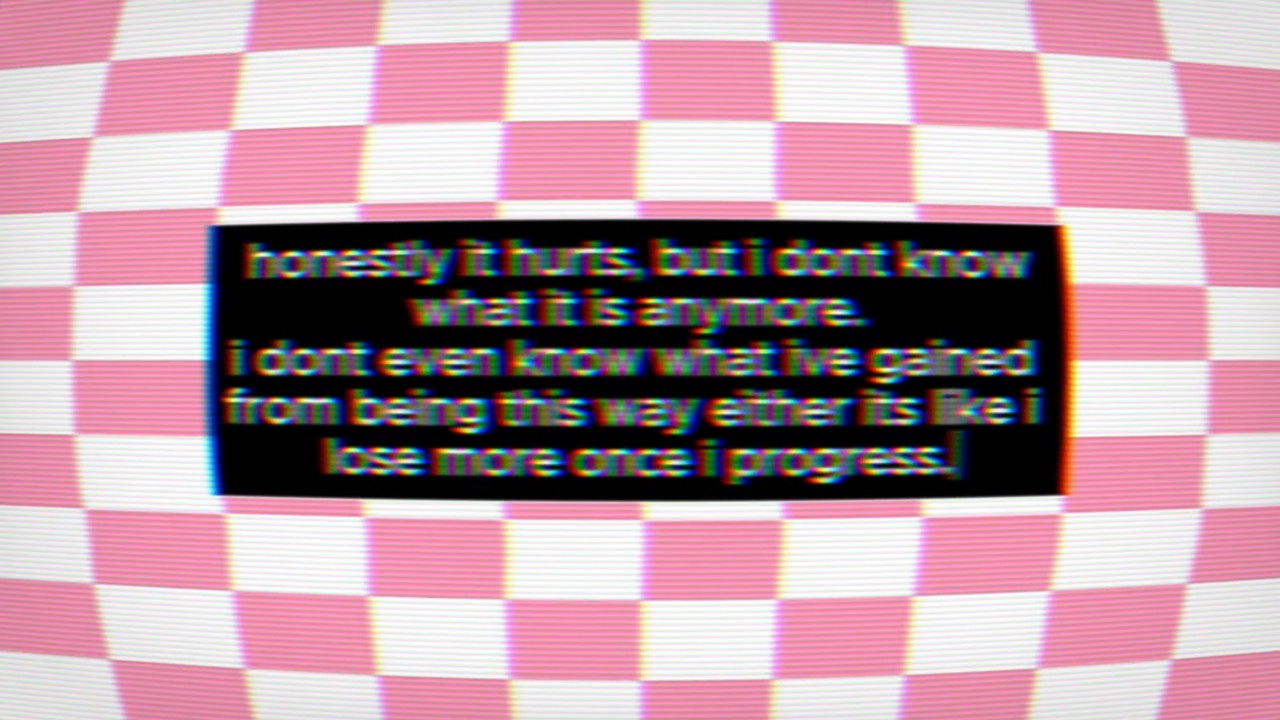 honestly it hurts, but i dont know
what it is anymore.
i dont even know what ive gained
from being this way either its like i
lose more once i progress.